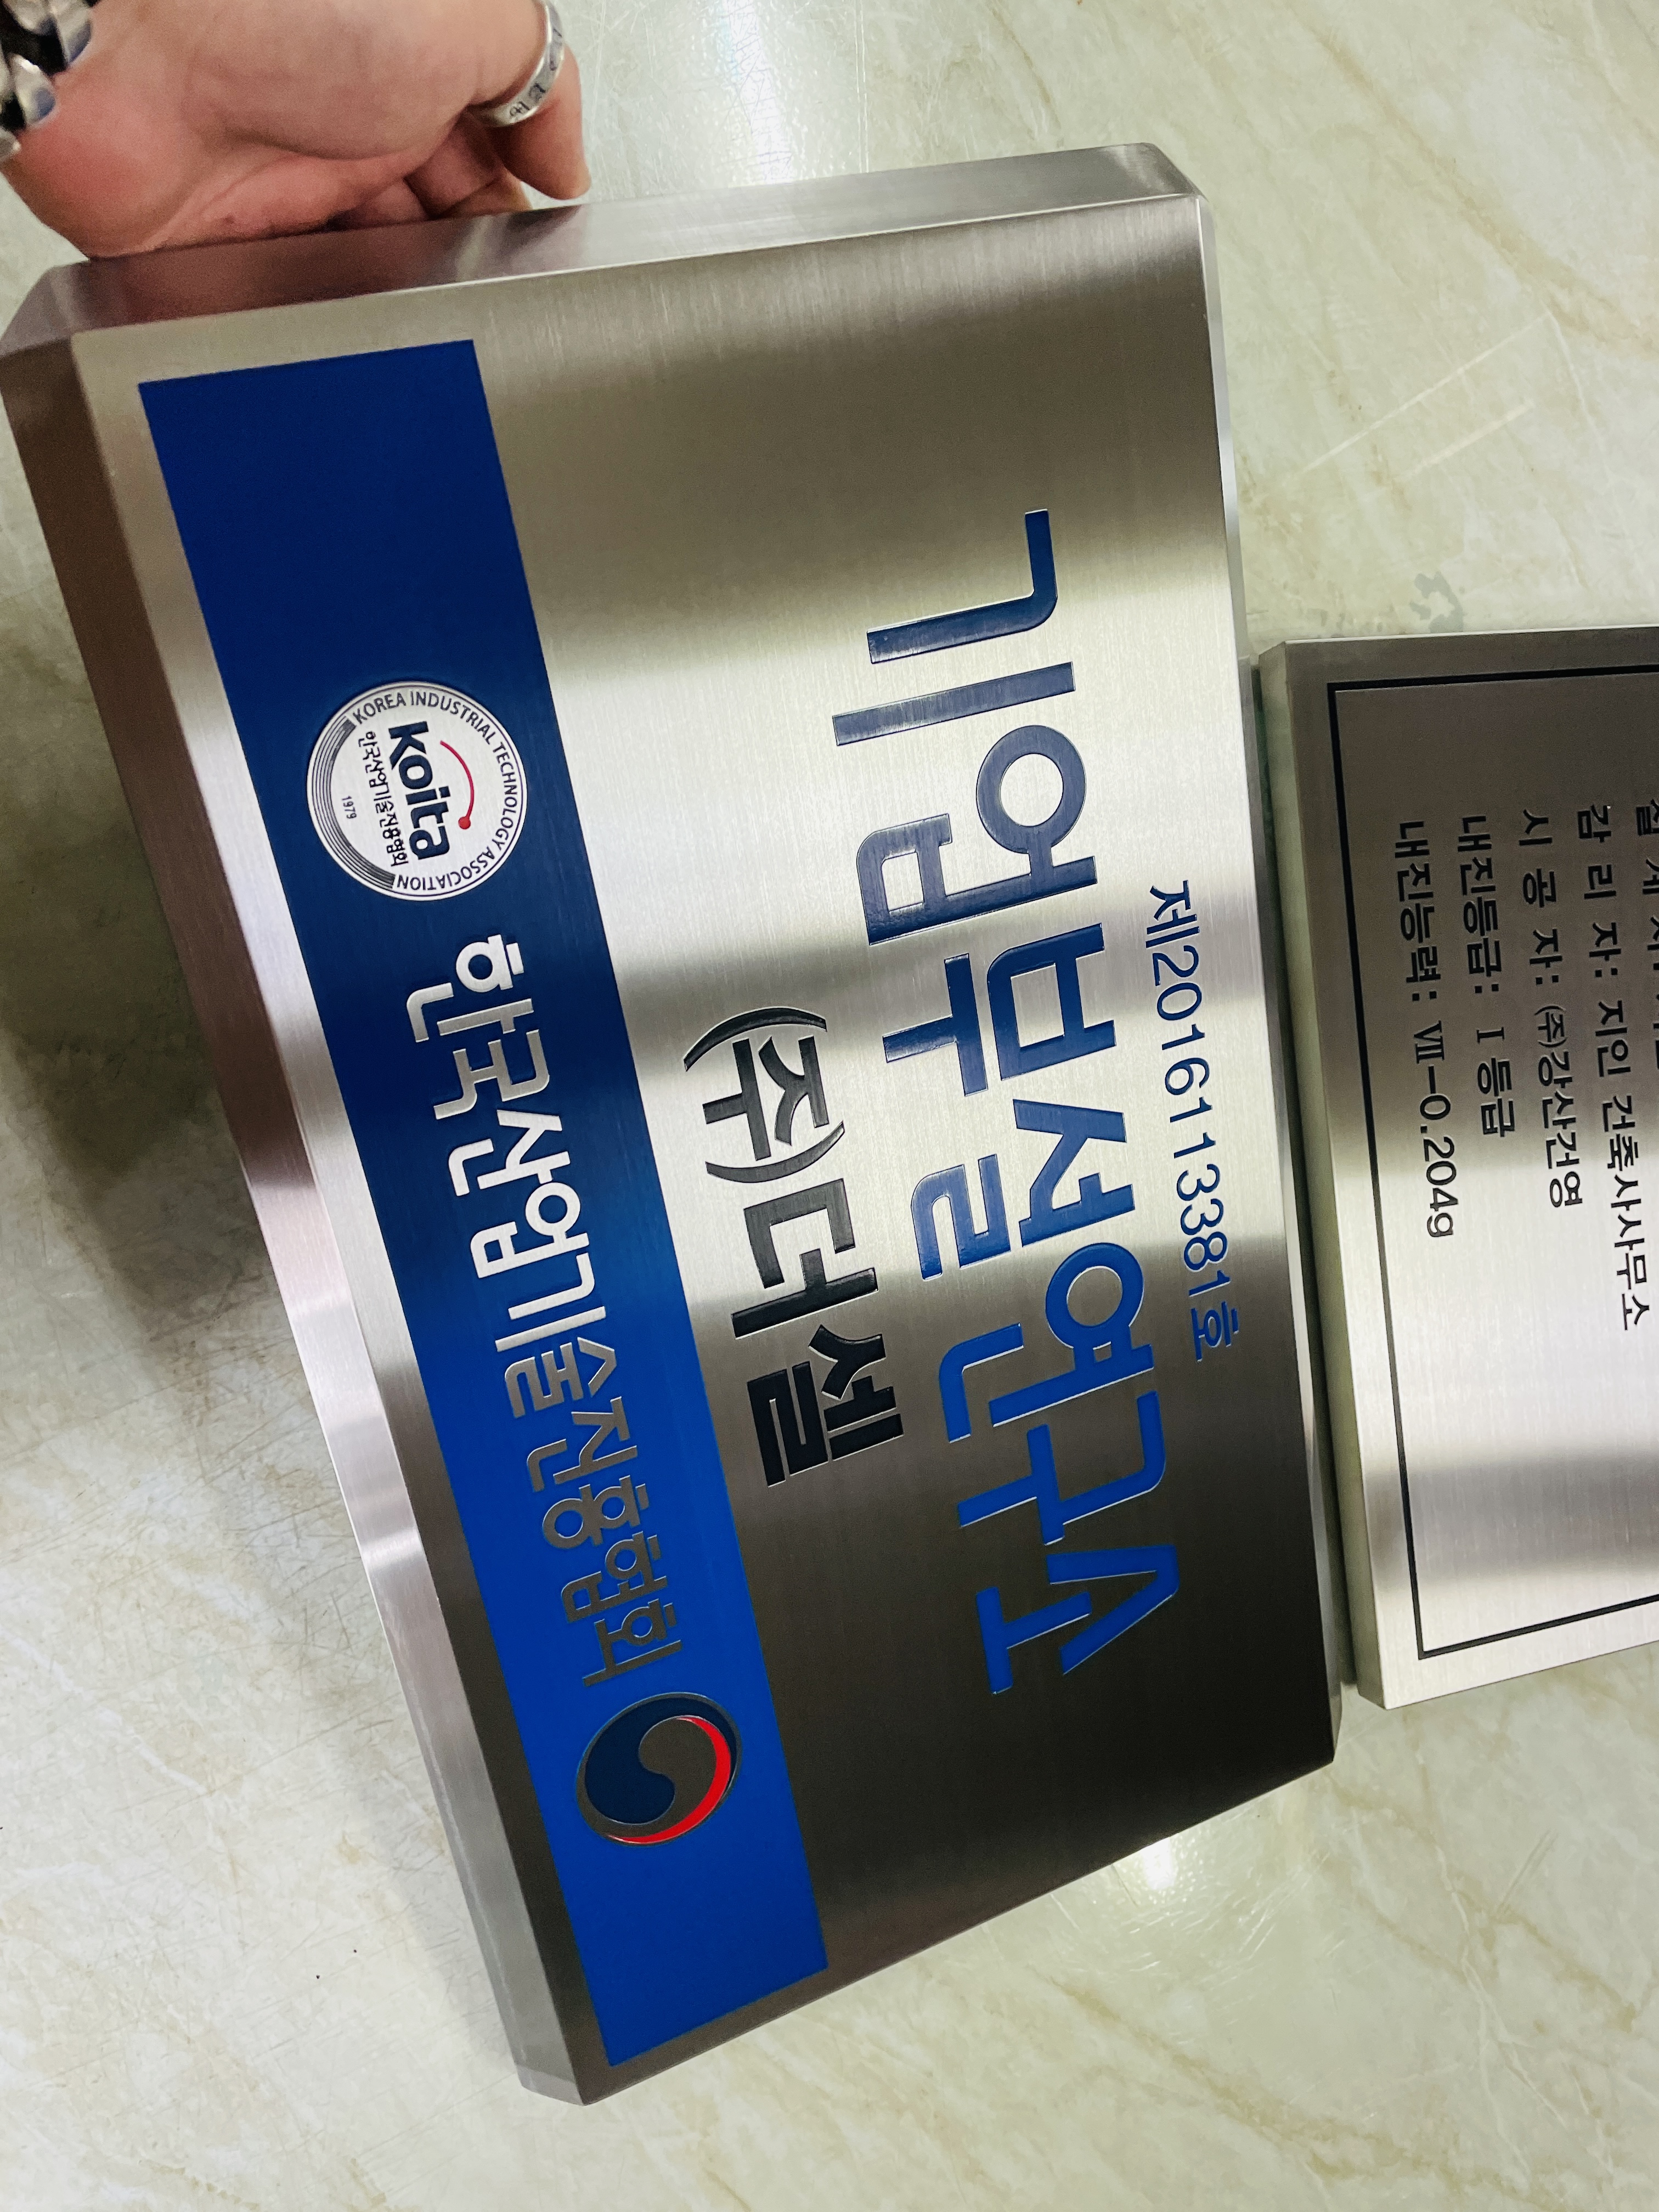 제2016113381호
기업부설연구소
(주)더셀
KOREA INDUSTRIAL TECHNOLOGY ASSOCIATION
koita
한국산업기술진흥협회
1979
한국산업기술진흥협회
감 리 자: 지인 건축사사무소
시 공 자: ㈜강산건영
내진등급: Ⅰ 등급
내진능력: Ⅶ-0.204g